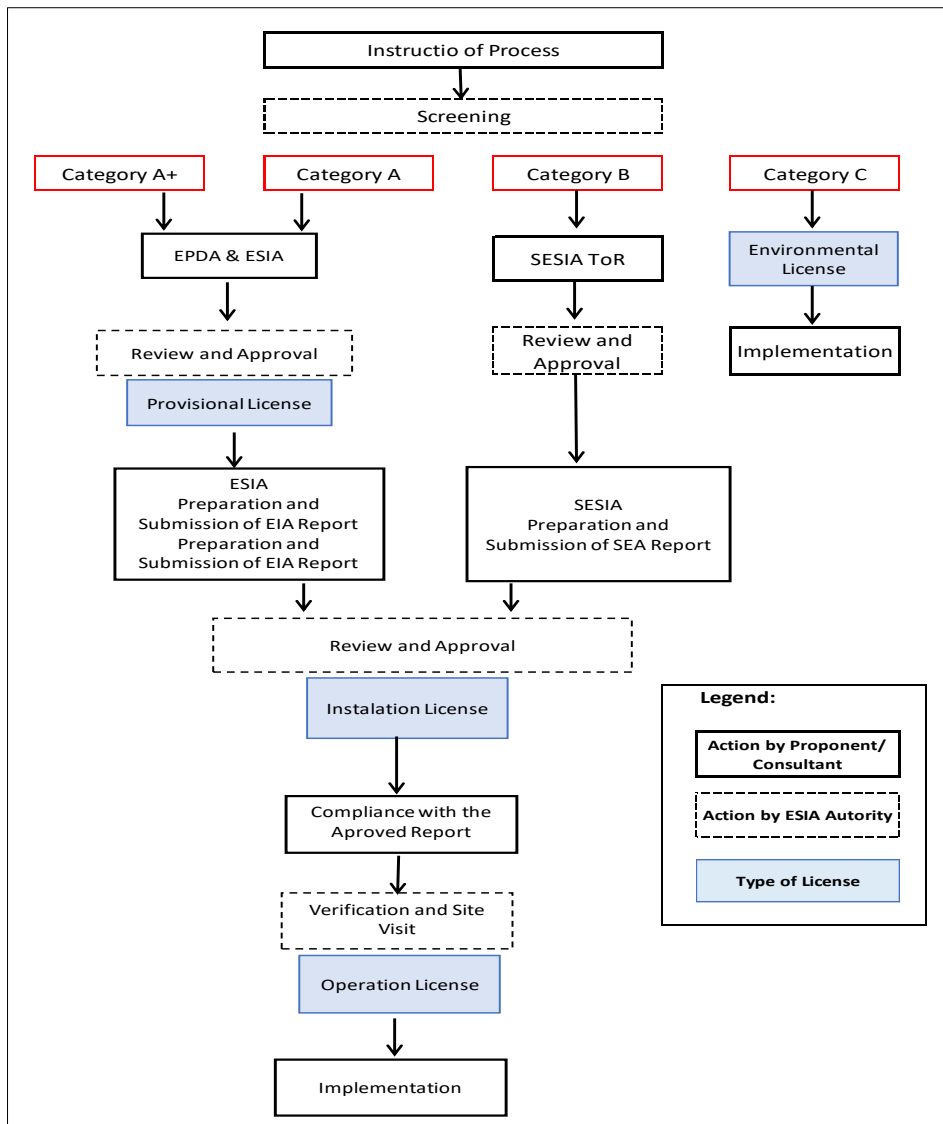 Instructio of Process
Screening
Category A+
Category A
Category B
Category C
EPDA & ESIA
SESIA ToR
Environmental
License
Review and Approval
Review and
Approval
Implementation
Provisional License
ESIA
Preparation and
Submission of EIA Report
Preparation and
Submission of EIA Report
SESIA
Preparation and
Submission of SEA Report
Review and Approval
Instalation License
Compliance with the
Aproved Report
Verification and Site
Visit
Operation License
Implementation
Legend:
Action by Proponent/
Consultant
Action by ESIA Autority
Type of License